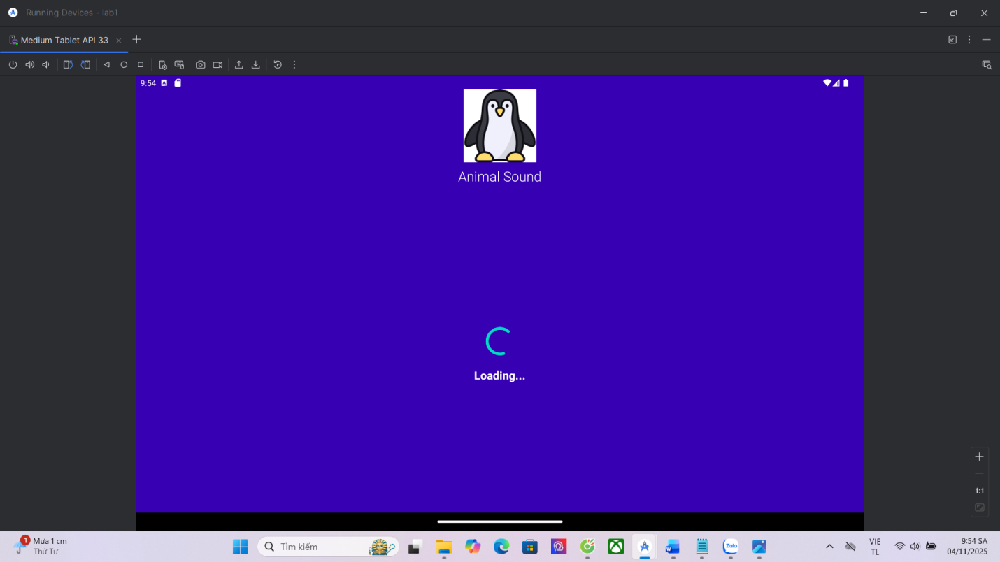 Running Devices - lab1
Medium Tablet API 33
9:54
Animal Sound
Loading...
1:1
1
Mưa 1 cm
Thứ Tư
Tìm kiếm
Zalo
VIE
TL
9:54 SA
04/11/2025